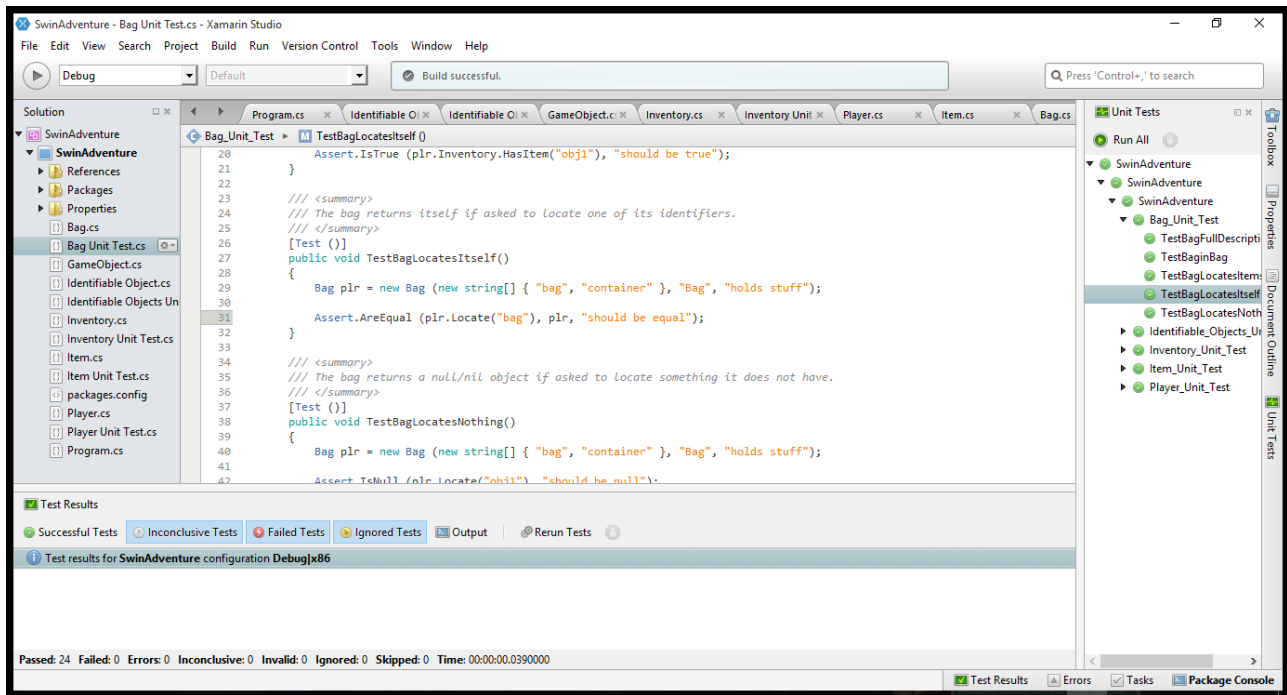 SwinAdventure - Bag Unit Test.cs - Xamarin Studio
File Edit View Search Project Build Run Version Control Tools Window Help
Debug Default Build successful. Press 'Control+,' to search
Solution
SwinAdventure
SwinAdventure
References
Packages
Properties
Bag.cs
Bag Unit Test.cs
GameObject.cs
Identifiable Object.cs
Identifiable Objects Un
Inventory.cs
Inventory Unit Test.cs
Item.cs
Item Unit Test.cs
packages.config
Player.cs
Player Unit Test.cs
Program.cs
Program.cs Identifiable Ol Identifiable Ol GameObject.c Inventory.cs Inventory Unit Player.cs Item.cs Bag.cs
Bag_Unit_Test TestBagLocatesItself ()
20 Assert.IsTrue (plr.Inventory.HasItem("obj1"), "should be true");
21 }
22
23 /// <summary>
24 /// The bag returns itself if asked to locate one of its identifiers.
25 /// </summary>
26 [Test ()]
27 public void TestBagLocatesItself()
28 {
29 Bag plr = new Bag (new string[] { "bag", "container" }, "Bag", "holds stuff");
30
31 Assert.AreEqual (plr.Locate("bag"), plr, "should be equal");
32 }
33
34 /// <summary>
35 /// The bag returns a null/nil object if asked to locate something it does not have.
36 /// </summary>
37 [Test ()]
38 public void TestBagLocatesNothing()
39 {
40 Bag plr = new Bag (new string[] { "bag", "container" }, "Bag", "holds stuff");
41
42 Assert.IsNull (plr.Locate("obj1"), "should be null");
Unit Tests
Run All
SwinAdventure
SwinAdventure
SwinAdventure
Bag_Unit_Test
TestBagFullDescripti
TestBaginBag
TestBagLocatesItems
TestBagLocatesItself
TestBagLocatesNoth
Identifiable_Objects_Ur
Inventory_Unit_Test
Item_Unit_Test
Player_Unit_Test
Toolbox
Properties
Document Outline
Unit Tests
Test Results
Successful Tests Inconclusive Tests Failed Tests Ignored Tests Output Rerun Tests
Test results for SwinAdventure configuration Debug|x86
Passed: 24 Failed: 0 Errors: 0 Inconclusive: 0 Invalid: 0 Ignored: 0 Skipped: 0 Time: 00:00:00.0390000
Test Results Errors Tasks Package Console